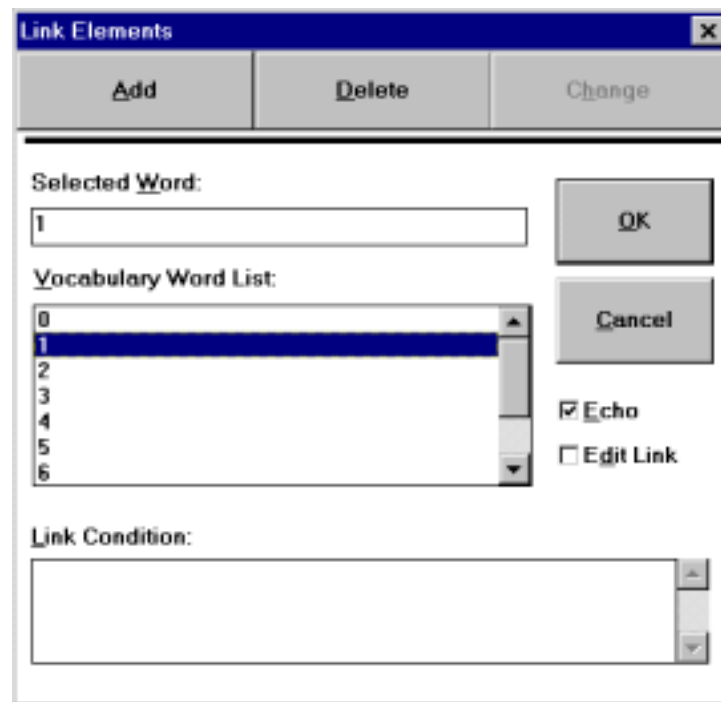 Link Elements
Add Delete Change
Selected Word:
1
OK
Vocabulary Word List:
0
1
2
3
4
5
6
Cancel
Echo
Edit Link
Link Condition: